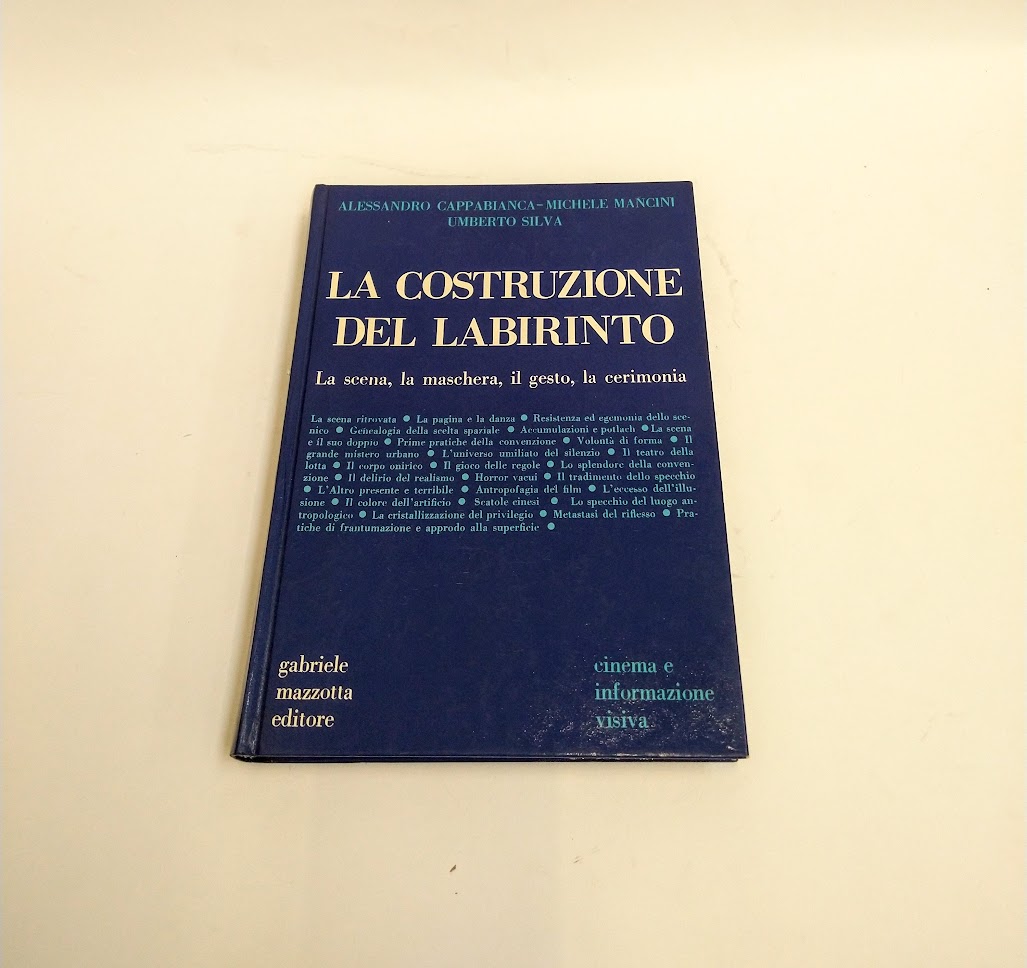 ALESSANDRO CAPPABIANCA-MICHELE MANCINI
UMBERTO SILVA
LA COSTRUZIONE
DEL LABIRINTO
La scena, la maschera, il gesto, la cerimonia
La scena ritrovata ● La pagina e la danza ● Resistenza ed egemonia dello sce-
nico ● Genealogia della scelta spaziale ● Accumulazioni e potlach ● La scena
e il suo doppio ● Prime pratiche della convenzione ● Volontà di forma ● Il
grande mistero urbano ● L'universo umiliato del silenzio ● Il teatro della
lotta ● Il corpo onirico ● Il gioco delle regole ● Lo splendore della conven-
zione ● Il delirio del realismo ● Horror vacui ● Il tradimento dello specchio
● L'Altro presente e terribile ● Antropofagia del film ● L'eccesso dell'illu-
sione ● Il colore dell'artificio ● Scatole cinesi ● Lo specchio del luogo an-
tropologico ● La cristallizzazione del privilegio ● Metastasi del riflesso ● Pra-
tiche di frantumazione e approdo alla superficie ●
gabriele
mazzotta
editore
cinema e
informazione
visiva